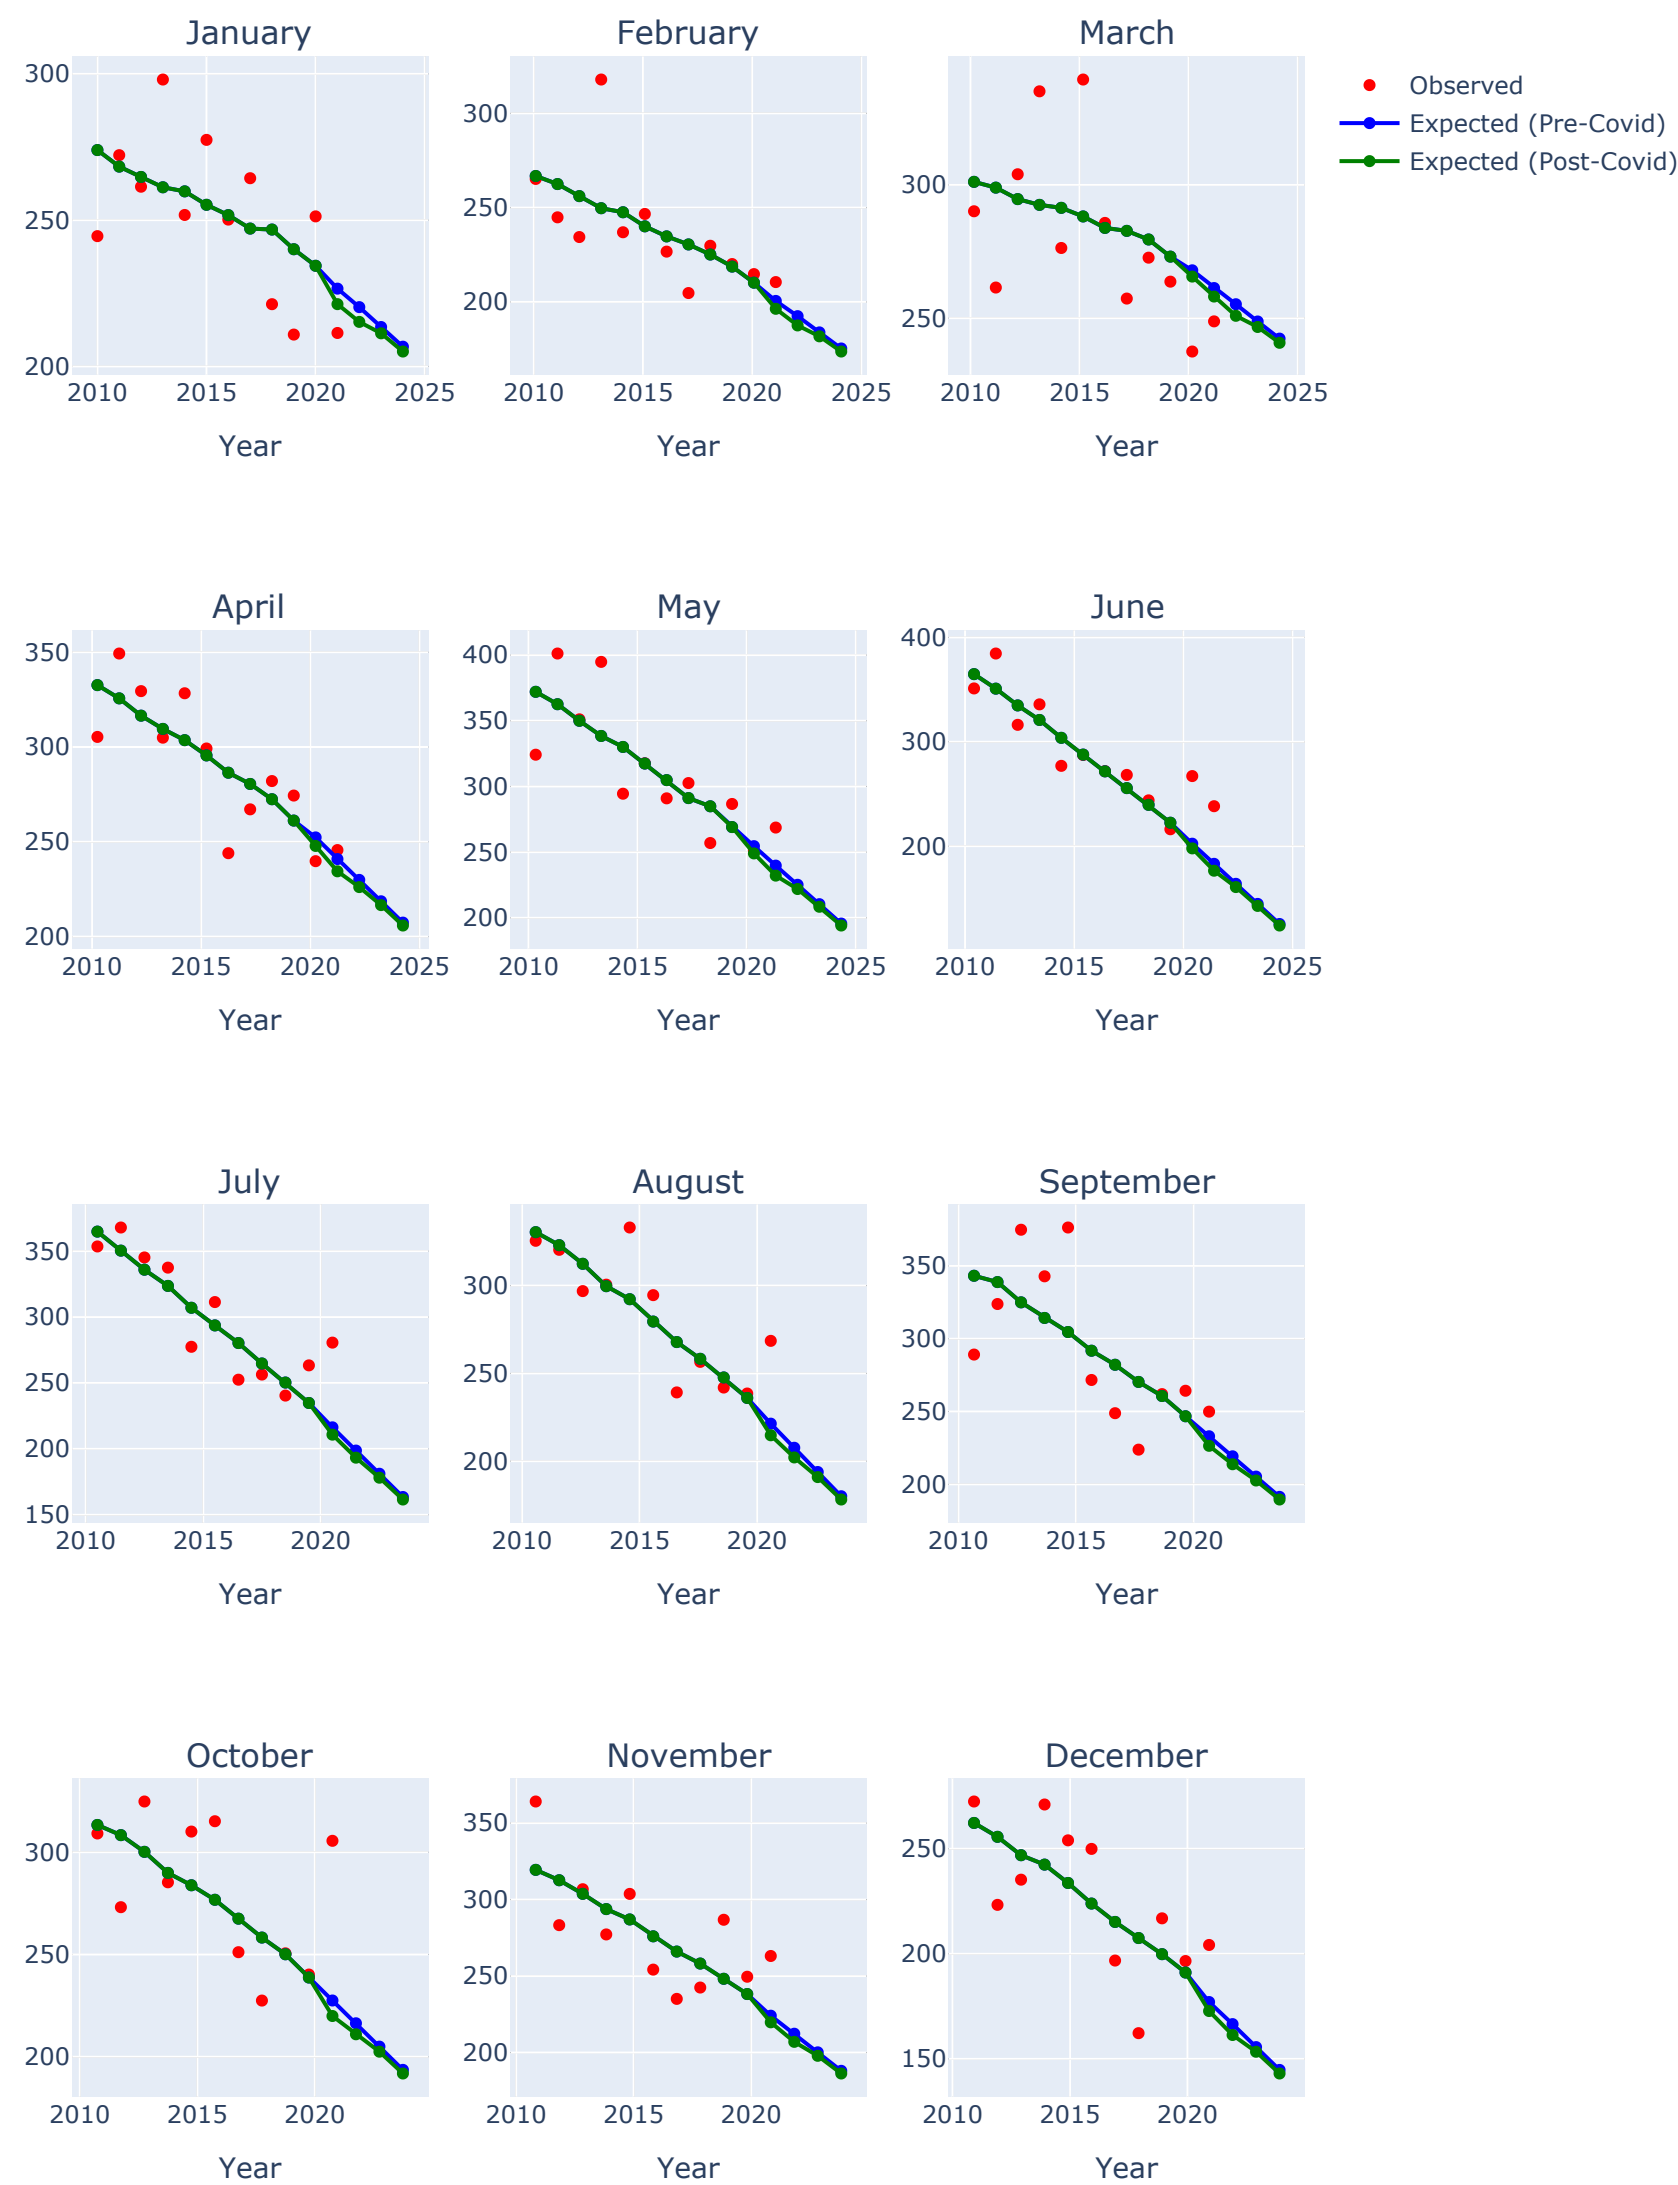 January February March
300
250
200
2010 2015 2020 2025
Year
300
250
200
2010 2015 2020 2025
Year
300
250
2010 2015 2020 2025
Year
Observed
Expected (Pre-Covid)
Expected (Post-Covid)
April May June
350
300
250
200
2010 2015 2020 2025
Year
400
350
300
250
200
2010 2015 2020 2025
Year
400
300
200
2010 2015 2020 2025
Year
July August September
350
300
250
200
150
2010 2015 2020
Year
300
250
200
2010 2015 2020
Year
350
300
250
200
2010 2015 2020
Year
October November December
300
250
200
2010 2015 2020
Year
350
300
250
200
2010 2015 2020
Year
250
200
150
2010 2015 2020
Year